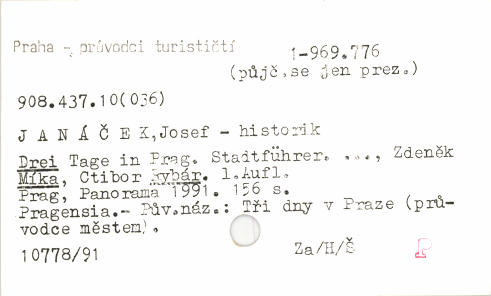 Praha - průvodci turističtí
1-969.776
(půjč.se jen prez.)
908.437.10(036)
J A N Á Č E K,Josef - historik
Drei Tage in Prag. Stadtführer. ..., Zdeněk
Míka, Ctibor Rybár. 1.Aufl.
Prag, Panorama 1991. 156 s.
Pragensia.- Pův.náz.: Tři dny v Praze (prů-
vodce městem).
10778/91
Za/H/Š
P